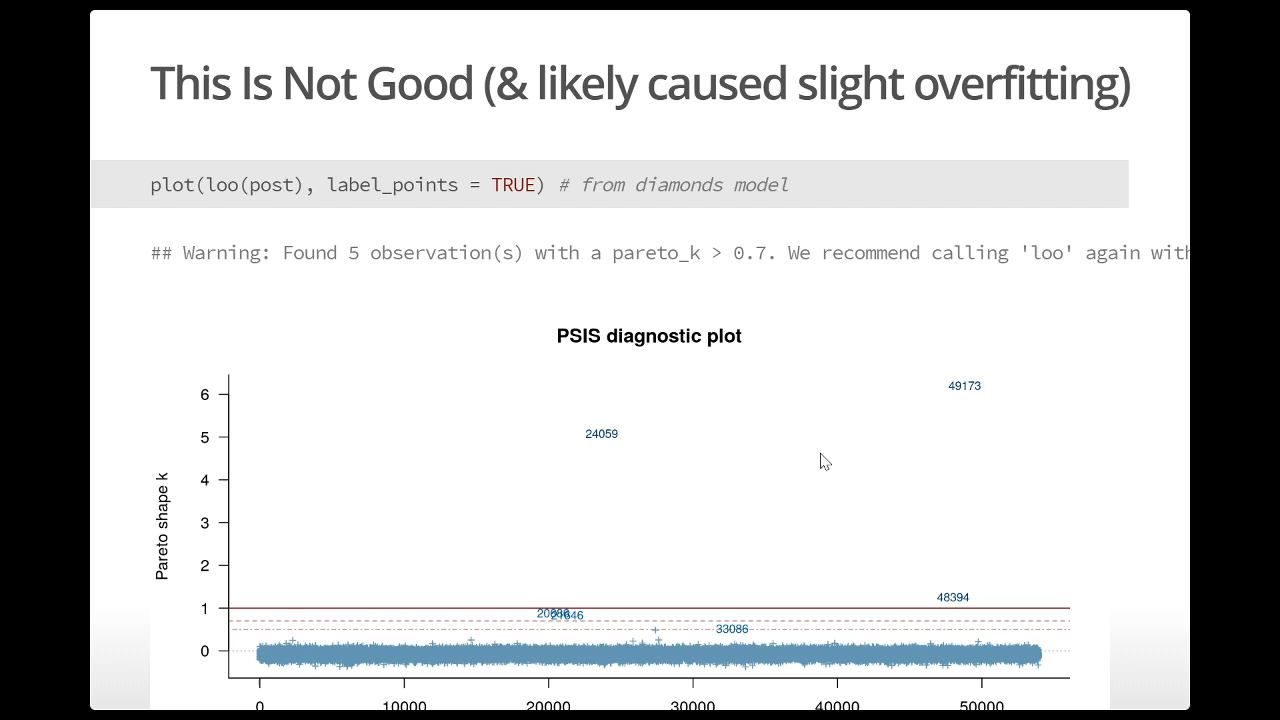 This Is Not Good (& likely caused slight overfitting)
plot(loo(post), label_points = TRUE) # from diamonds model
## Warning: Found 5 observation(s) with a pareto_k > 0.7. We recommend calling 'loo' again with
PSIS diagnostic plot
Pareto shape k
6
5
4
3
2
1
0
49173
24059
48394
21646
33086
0 10000 20000 30000 40000 50000